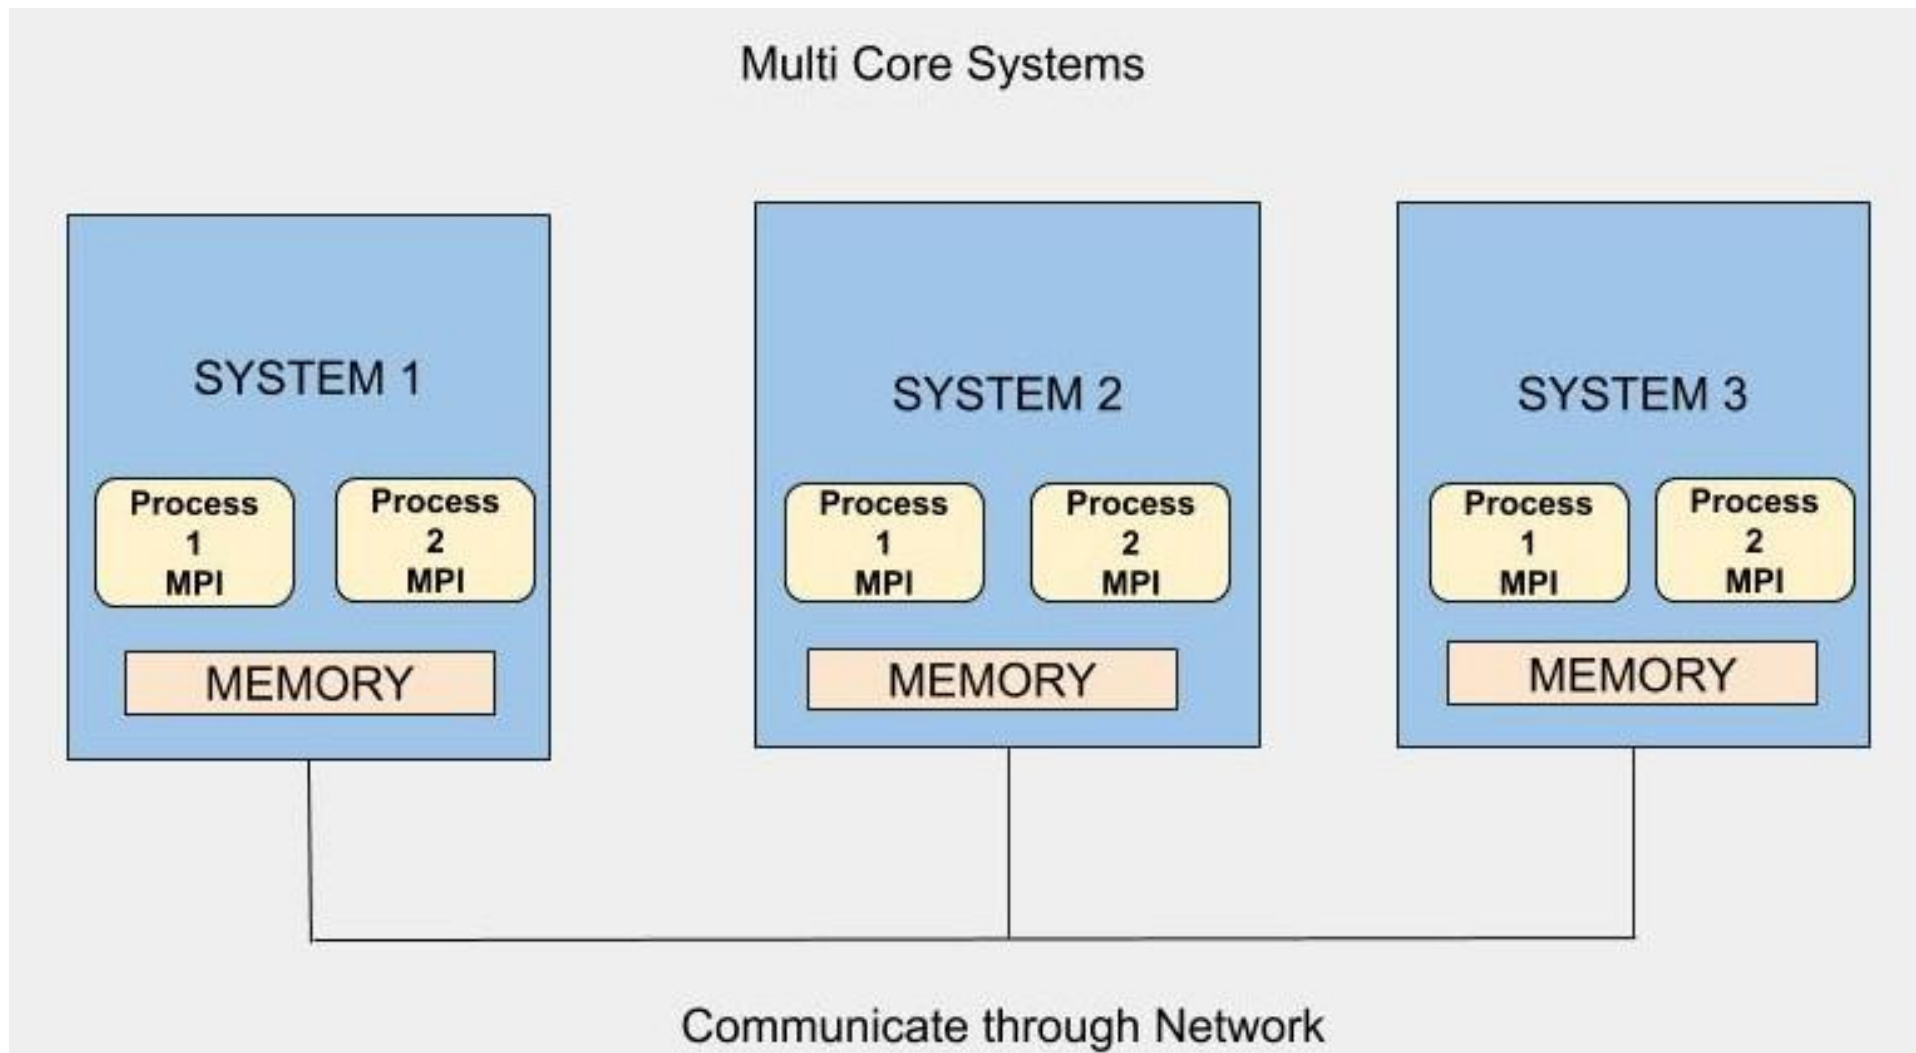 Multi Core Systems
SYSTEM 1
Process
1
MPI
Process
2
MPI
MEMORY
SYSTEM 2
Process
1
MPI
Process
2
MPI
MEMORY
SYSTEM 3
Process
1
MPI
Process
2
MPI
MEMORY
Communicate through Network